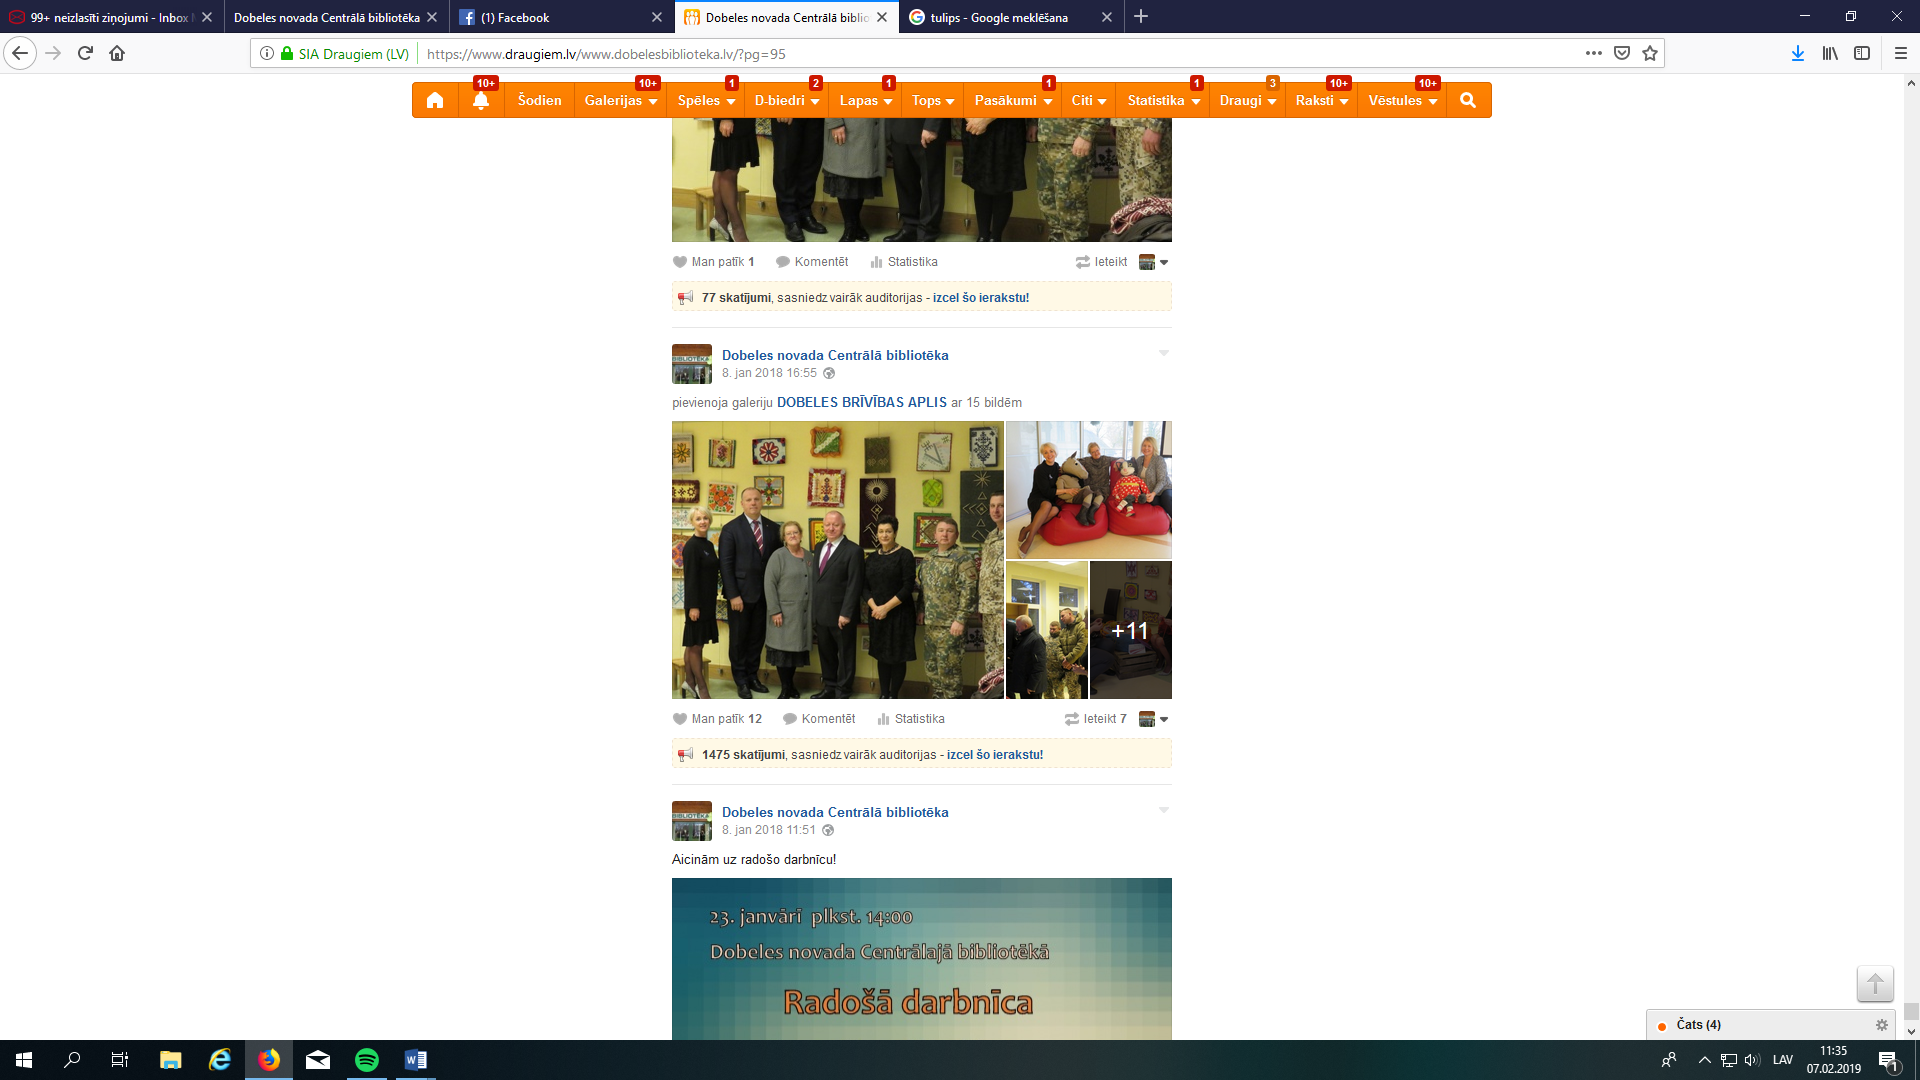 99+ neizlasīti ziņojumi - Inbox
Dobeles novada Centrālā bibliotēka
(1) Facebook
Dobeles novada Centrālā biblio
tulips - Google meklēšana
SIA Draugiem (LV)
https://www.draugiem.lv/www.dobelesbiblioteka.lv/?pg=95
10+ 10+ 1 2 1 1 1 3 10+ 10+
Šodien Galerijas Spēles D-biedri Lapas Tops Pasākumi Citi Statistika Draugi Raksti Vēstules
Man patīk 1 Komentēt Statistika Ieteikt
77 skatījumi, sasniedz vairāk auditorijas - izcel šo ierakstu!
Dobeles novada Centrālā bibliotēka
8. jan 2018 16:55
pievienoja galeriju DOBELES BRĪVĪBAS APLIS ar 15 bildēm
+11
Man patīk 12 Komentēt Statistika Ieteikt 7
1475 skatījumi, sasniedz vairāk auditorijas - izcel šo ierakstu!
Dobeles novada Centrālā bibliotēka
8. jan 2018 11:51
Aicinām uz radošo darbnīcu!
23. janvārī plkst. 14:00
Dobeles novada Centrālajā bibliotēkā
Radošā darbnīca
Čats (4)
LAV
11:35
07.02.2019
1